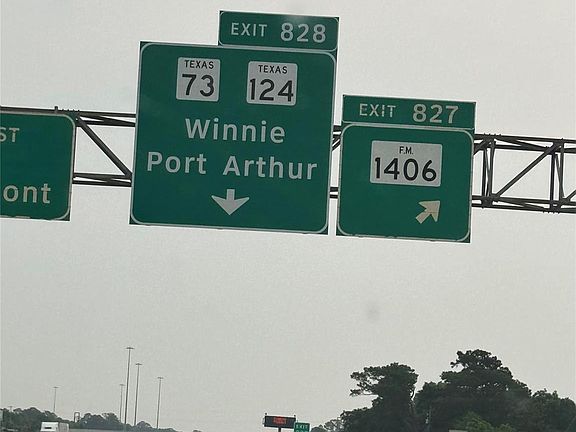 ST
ont
EXIT 828
TEXAS 73
TEXAS 124
Winnie
Port Arthur
EXIT 827
F.M.
1406